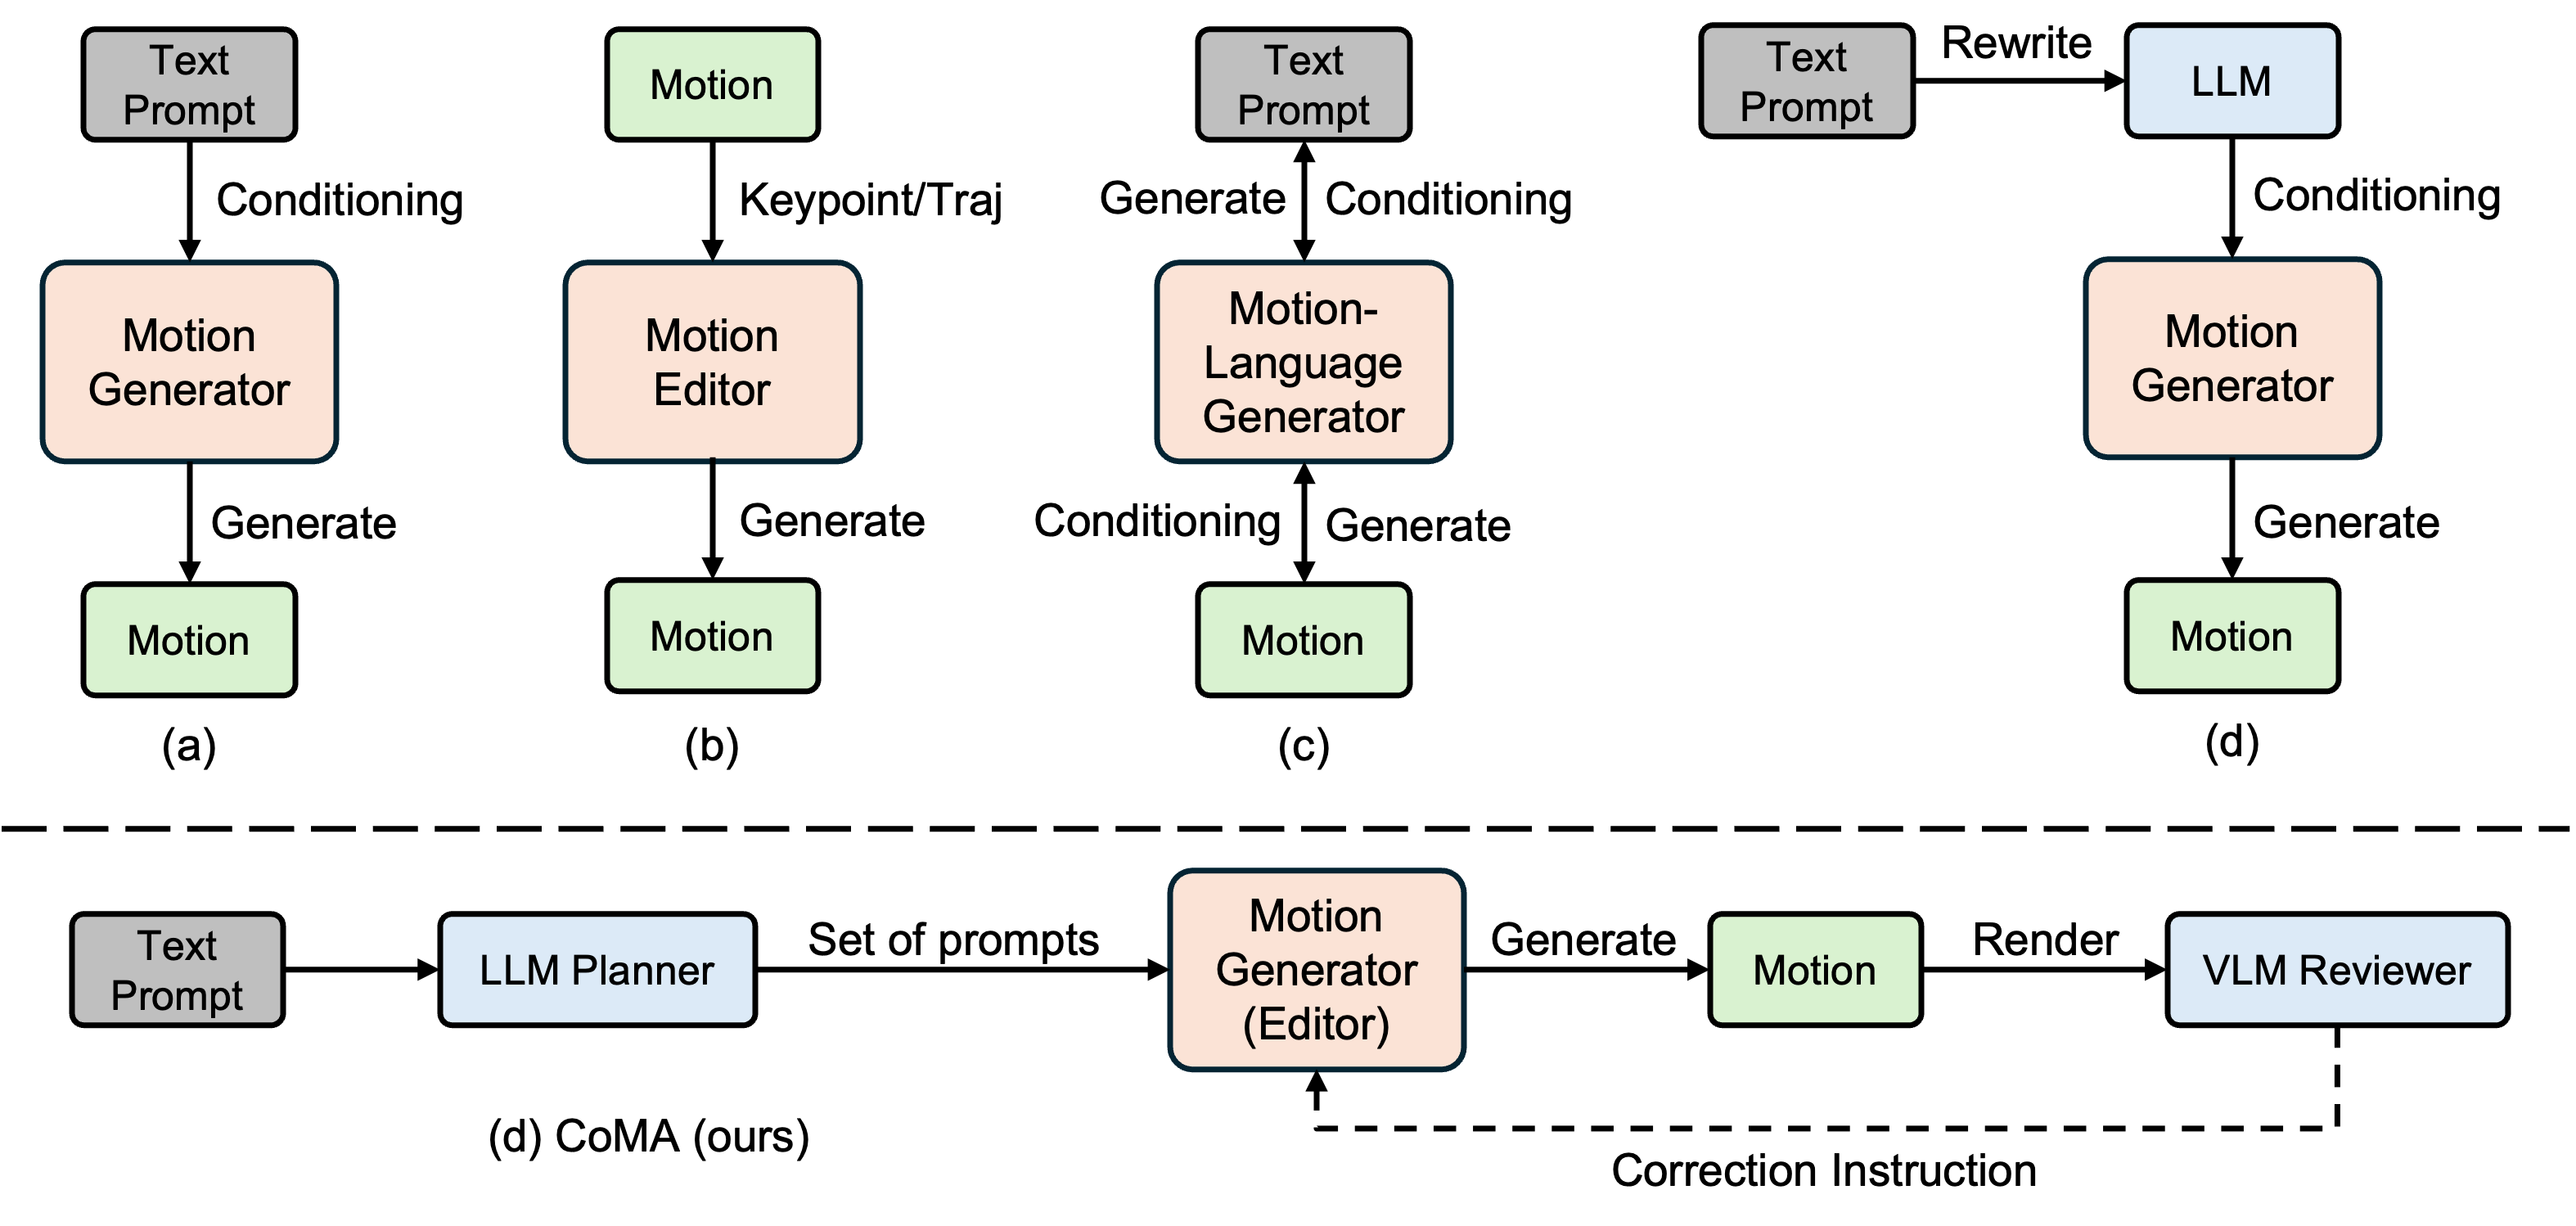 Text
Prompt
Conditioning
Motion
Generator
Generate
Motion
(a)
Motion
Keypoint/Traj
Motion
Editor
Generate
Motion
(b)
Text
Prompt
Generate
Conditioning
Motion-
Language
Generator
Conditioning
Generate
Motion
(c)
Text
Prompt
Rewrite
LLM
Conditioning
Motion
Generator
Generate
Motion
(d)
Text
Prompt
LLM Planner
Set of prompts
Motion
Generator
(Editor)
Generate
Motion
Render
VLM Reviewer
Correction Instruction
(d) CoMA (ours)